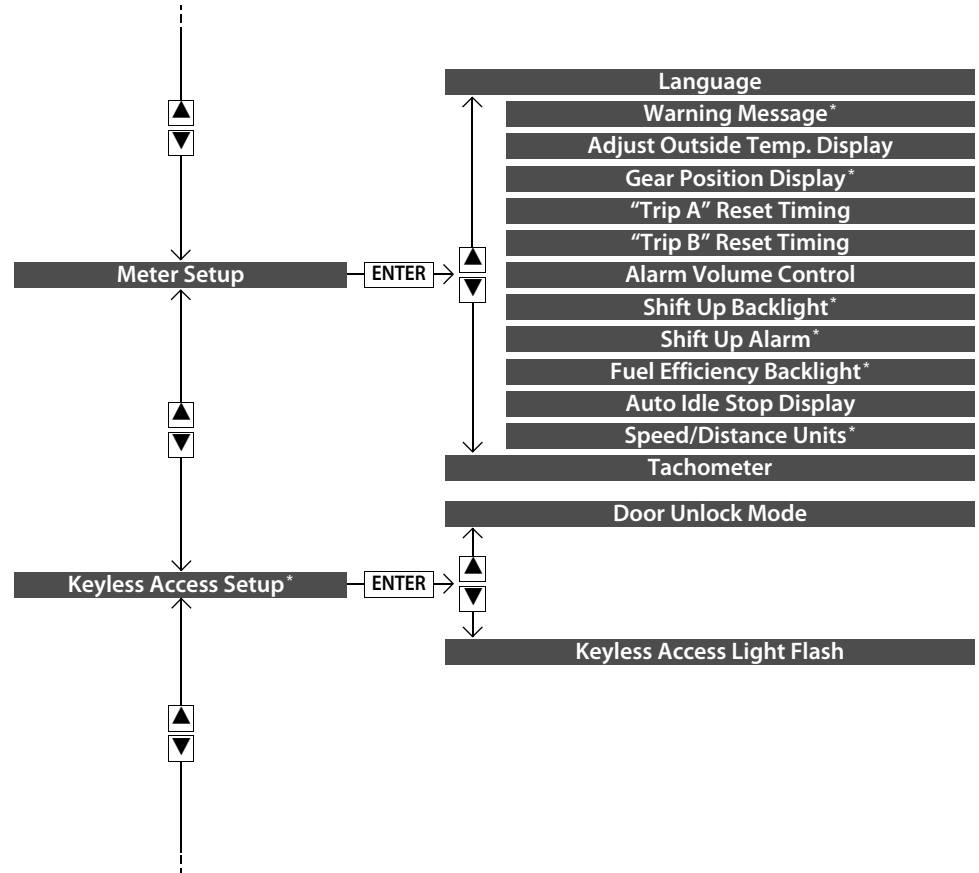 Language
Warning Message*
Adjust Outside Temp. Display
Gear Position Display*
“Trip A” Reset Timing
“Trip B” Reset Timing
Meter Setup
ENTER
Alarm Volume Control
Shift Up Backlight*
Shift Up Alarm*
Fuel Efficiency Backlight*
Auto Idle Stop Display
Speed/Distance Units*
Tachometer
Door Unlock Mode
Keyless Access Setup*
ENTER
Keyless Access Light Flash